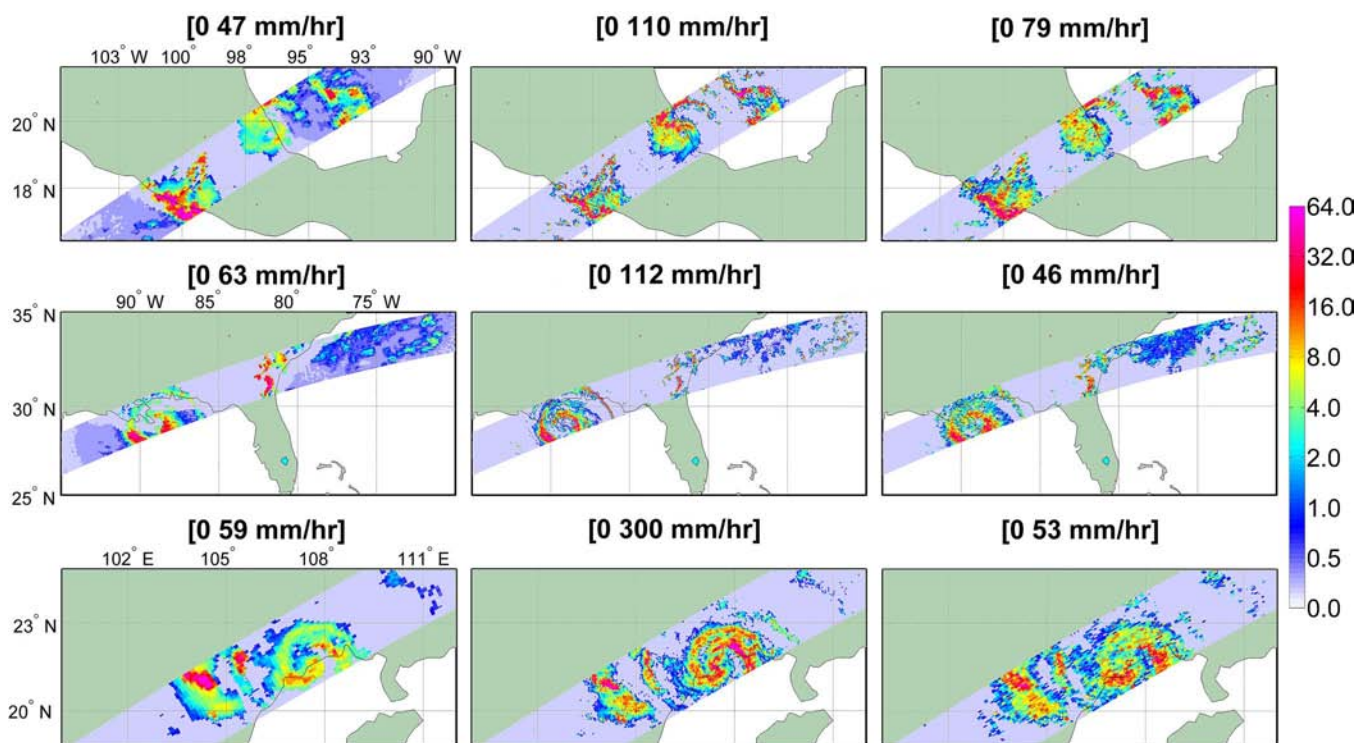 [0 47 mm/hr] [0 110 mm/hr] [0 79 mm/hr]
103° W 100° 98° 95° 93° 90° W
20° N
18° N
[0 63 mm/hr] [0 112 mm/hr] [0 46 mm/hr]
90° W 85° 80° 75° W
35° N
30° N
25° N
[0 59 mm/hr] [0 300 mm/hr] [0 53 mm/hr]
102° E 105° 108° 111° E
23° N
20° N
64.0
32.0
16.0
8.0
4.0
2.0
1.0
0.5
0.0